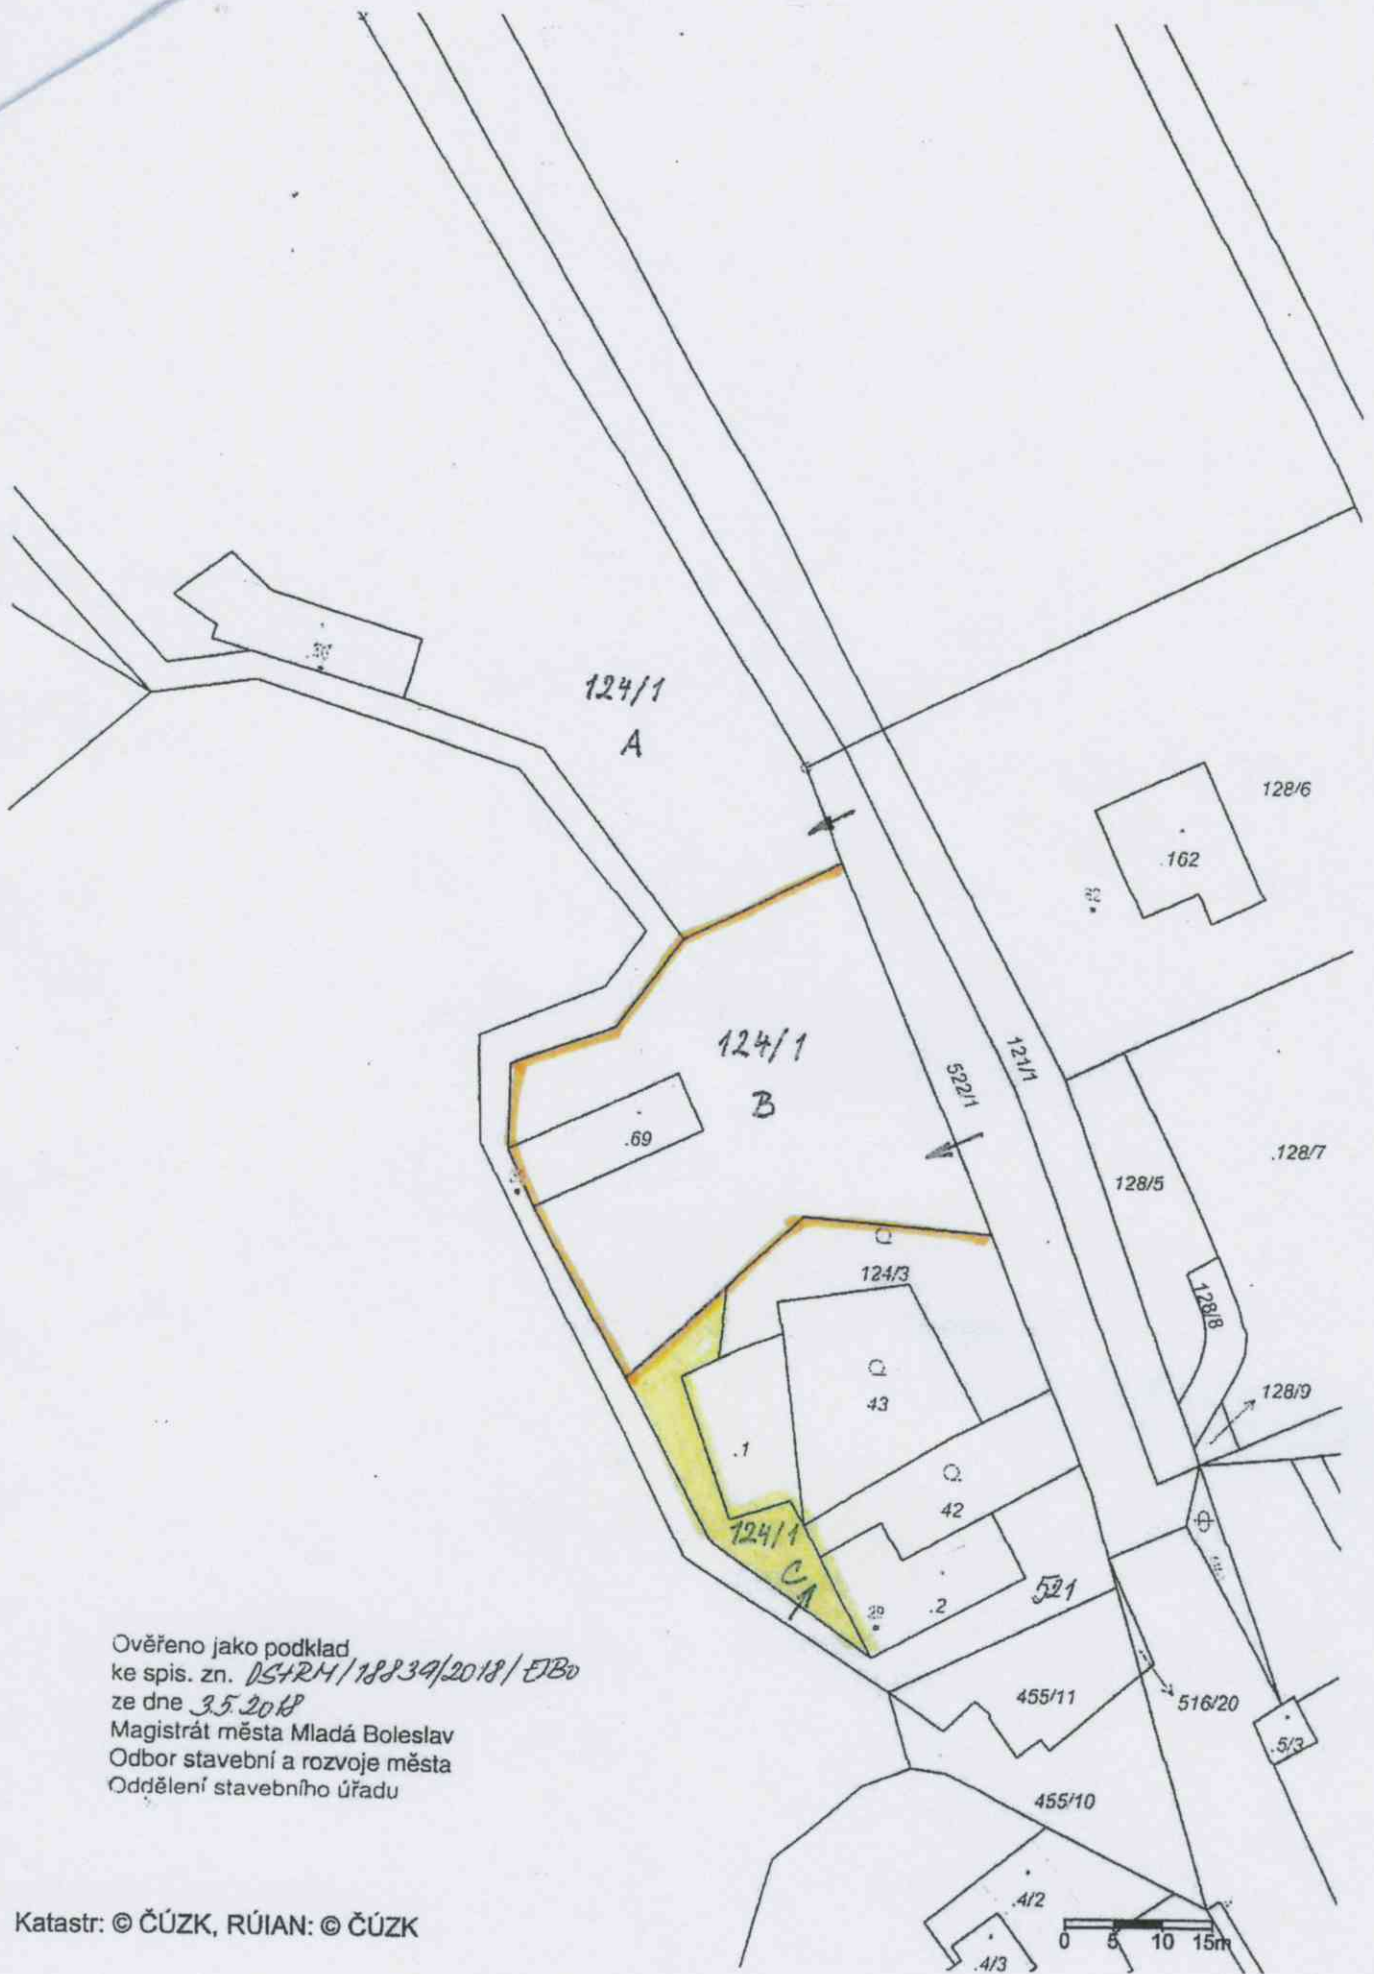 124/1
A
128/6
.162
124/1
B
522/1
121/1
.69
128/5
.128/7
124/3
128/8
43
128/9
.1
42
124/1
C
.2
521
Ověřeno jako podklad
ke spis. zn. OStRM/18839/2018/
ze dne 3.5.2018
Magistrát města Mladá Boleslav
Odbor stavební a rozvoje města
Oddělení stavebního úřadu
455/11
516/20
.5/3
455/10
.4/2
.4/3
0 5 10 15m
Katastr: © ČÚZK, RÚIAN: © ČÚZK